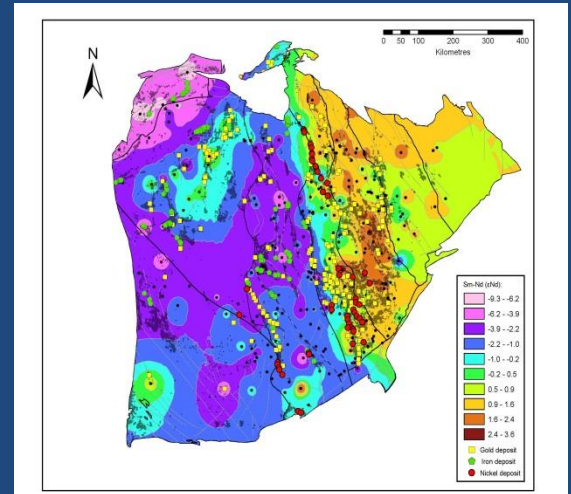 N
0 50 100 200 300 400
Kilometres
Sm-Nd (εNd)
-9.3 - -6.2
-6.2 - -3.9
-3.9 - -2.2
-2.2 - -1.0
-1.0 - -0.2
-0.2 - 0.5
0.5 - 0.9
0.9 - 1.6
1.6 - 2.4
2.4 - 3.6
Gold deposit
Iron deposit
Nickel deposit